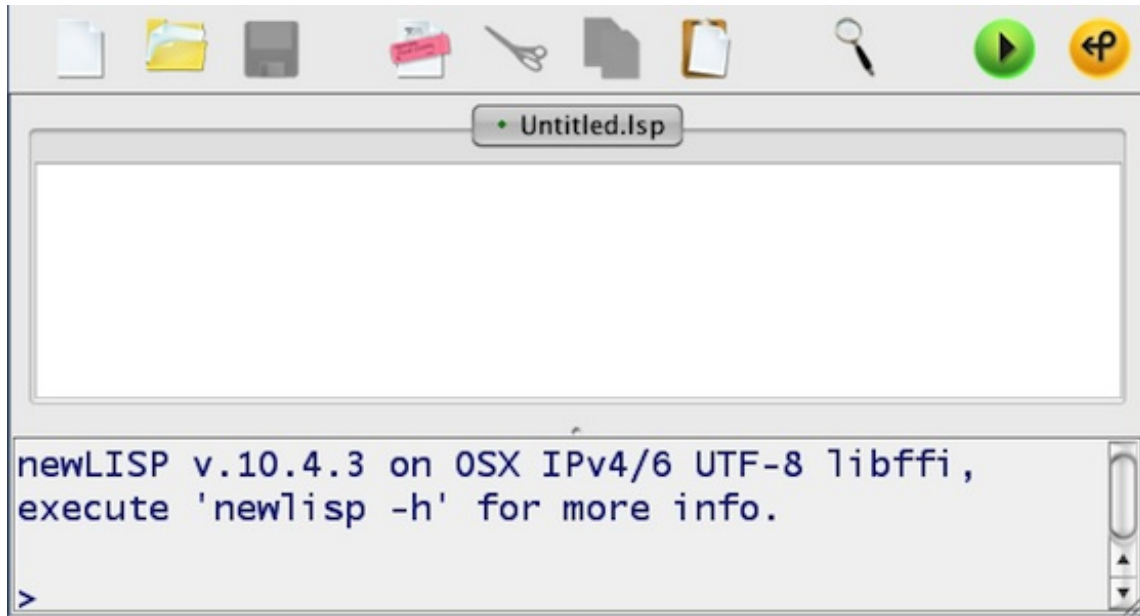 Untitled.lsp
newLISP v.10.4.3 on OSX IPv4/6 UTF-8 libffi,
execute 'newlisp -h' for more info.
>